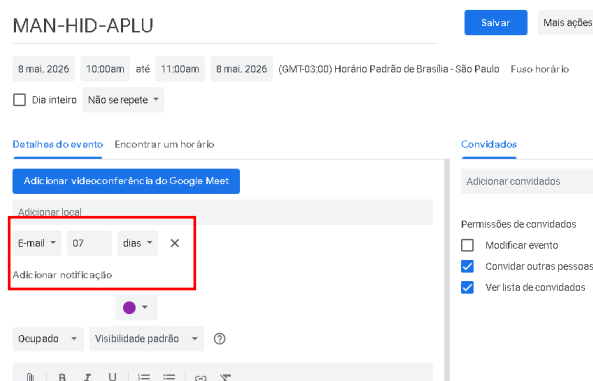 MAN-HID-APLU
Salvar Mais ações
8 mai. 2026 10:00am até 11:00am 8 mai. 2026 (GMT-03:00) Horário Padrão de Brasília - São Paulo Fuso horário
Dia inteiro Não se repete
Detalhes do evento Encontrar um horário
Convidados
Adicionar videoconferência do Google Meet
Adicionar convidados
Adicionar local
Permissões de convidados
E-mail 07 dias
Modificar evento
Adicionar notificação
Convidar outras pessoas
Ver lista de convidados
Ocupado Visibilidade padrão
B I U